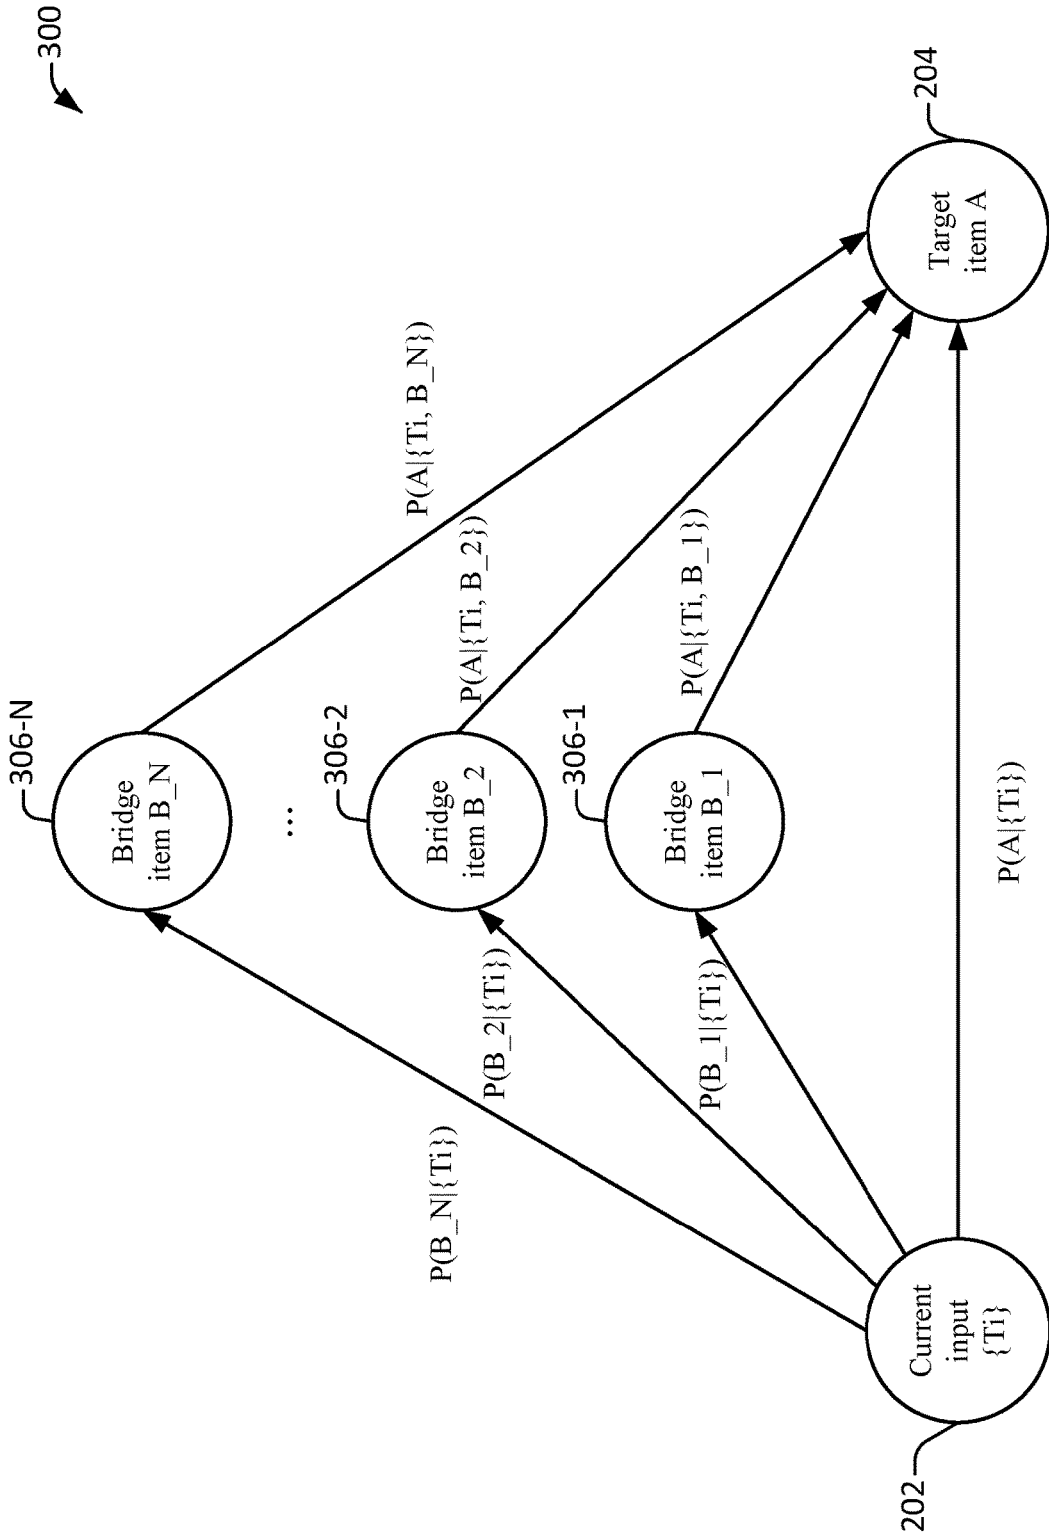 300
306-N
Bridge
item B_N
...
306-2
Bridge
item B_2
306-1
Bridge
item B_1
P(B_N|{Ti})
P(B_2|{Ti})
P(B_1|{Ti})
P(A|{Ti, B_N})
P(A|{Ti, B_2})
P(A|{Ti, B_1})
P(A|{Ti})
202
Current
input
{Ti}
204
Target
item A